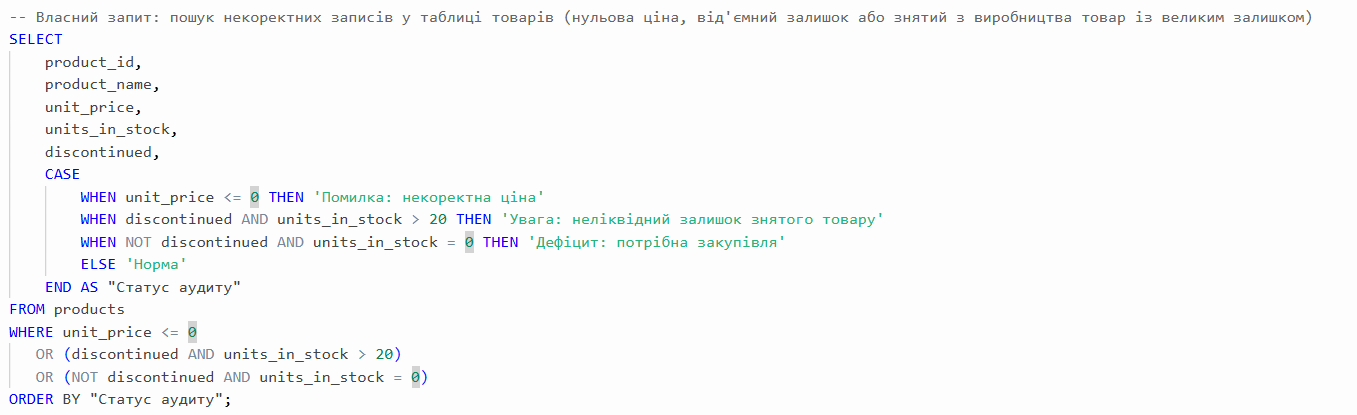 -- Власний запит: пошук некоректних записів у таблиці товарів (нульова ціна, від'ємний залишок або знятий з виробництва товар із великим залишком)
SELECT
    product_id,
    product_name,
    unit_price,
    units_in_stock,
    discontinued,
    CASE
        WHEN unit_price <= 0 THEN 'Помилка: некоректна ціна'
        WHEN discontinued AND units_in_stock > 20 THEN 'Увага: неліквідний залишок знятого товару'
        WHEN NOT discontinued AND units_in_stock = 0 THEN 'Дефіцит: потрібна закупівля'
        ELSE 'Норма'
    END AS "Статус аудиту"
FROM products
WHERE unit_price <= 0
   OR (discontinued AND units_in_stock > 20)
   OR (NOT discontinued AND units_in_stock = 0)
ORDER BY "Статус аудиту";